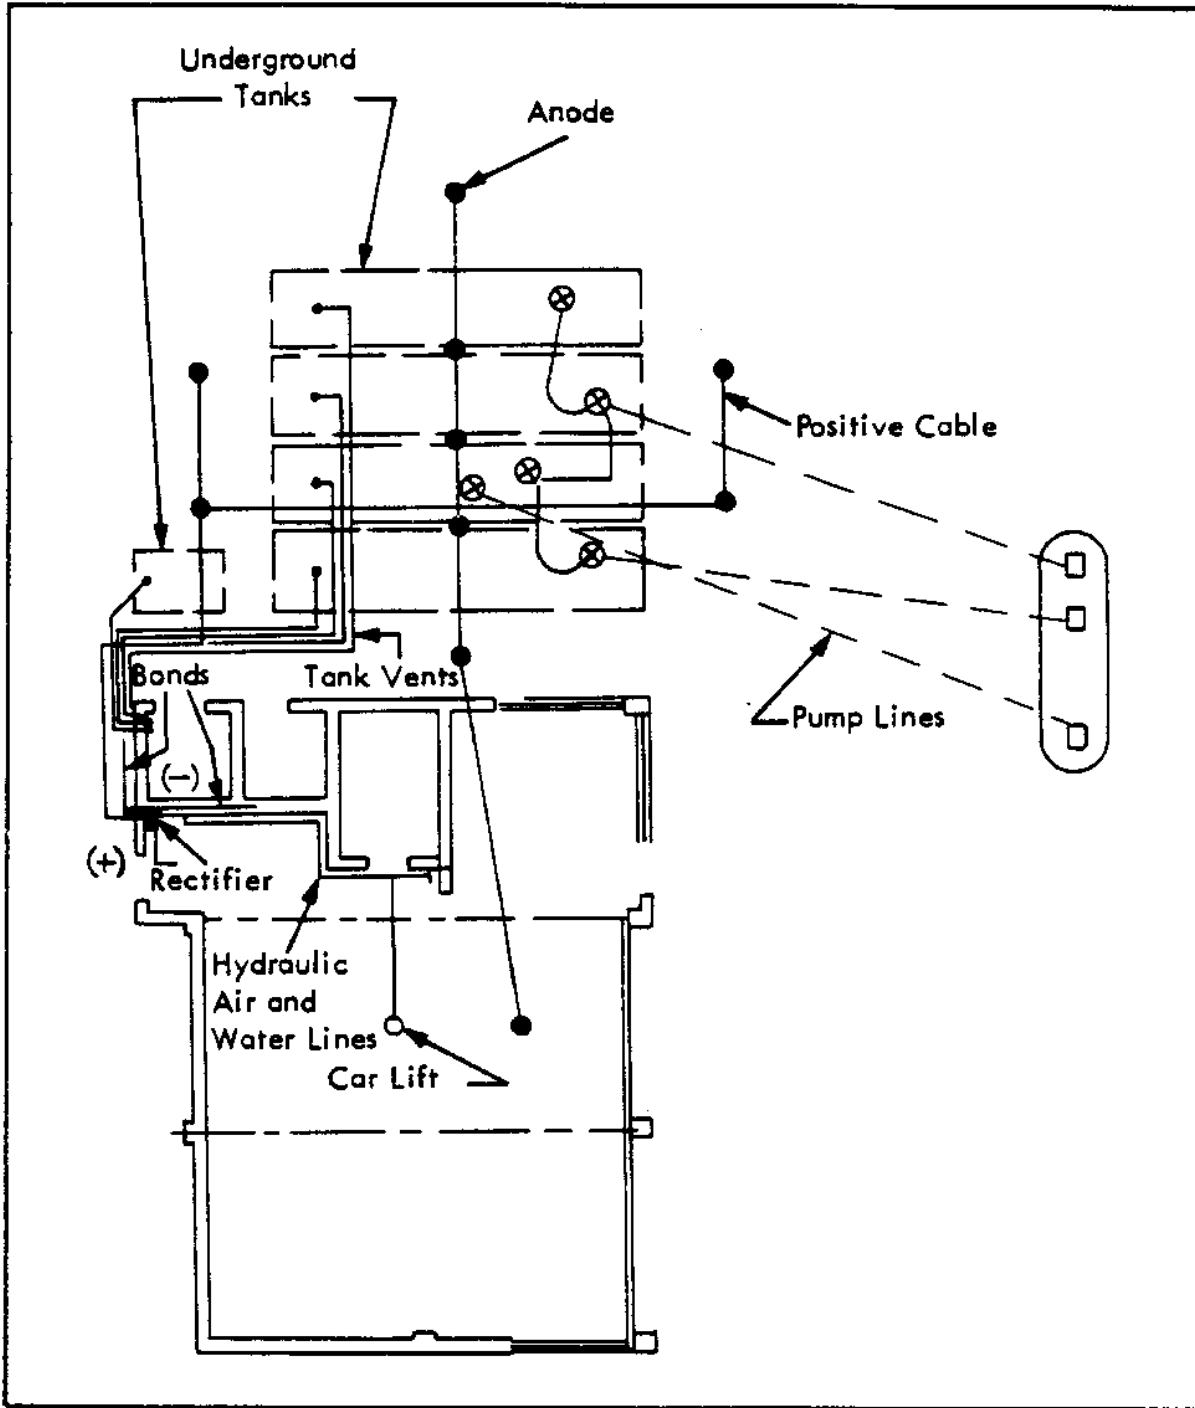 Underground
Tanks
Anode
Positive Cable
Bonds
Tank Vents
Pump Lines
(-)
(+)
Rectifier
Hydraulic
Air and
Water Lines
Car Lift